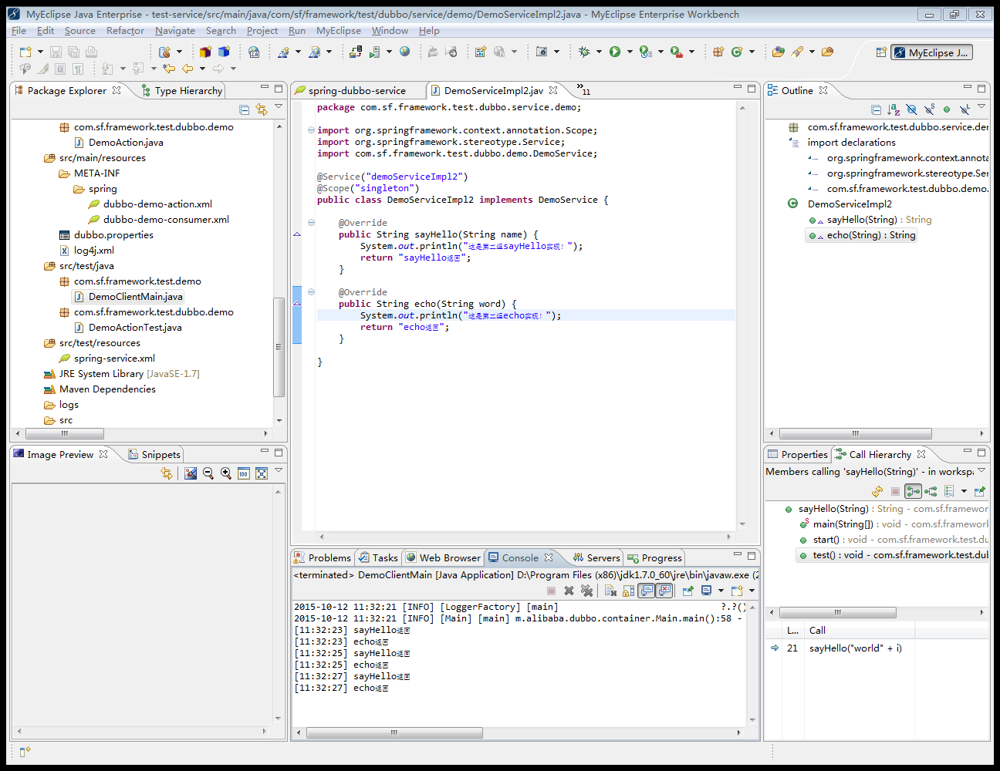 MyEclipse Java Enterprise - test-service/src/main/java/com/sf/framework/test/dubbo/service/demo/DemoServiceImpl2.java - MyEclipse Enterprise Workbench
File Edit Source Refactor Navigate Search Project Run MyEclipse Window Help
MyEclipse J...
Package Explorer
Type Hierarchy
com.sf.framework.test.dubbo.demo
DemoAction.java
src/main/resources
META-INF
spring
dubbo-demo-action.xml
dubbo-demo-consumer.xml
dubbo.properties
log4j.xml
src/test/java
com.sf.framework.test.demo
DemoClientMain.java
com.sf.framework.test.dubbo.demo
DemoActionTest.java
src/test/resources
spring-service.xml
JRE System Library [JavaSE-1.7]
Maven Dependencies
logs
src
Image Preview
Snippets
spring-dubbo-service
DemoServiceImpl2.jav
»11
package com.sf.framework.test.dubbo.service.demo;
import org.springframework.context.annotation.Scope;
import org.springframework.stereotype.Service;
import com.sf.framework.test.dubbo.demo.DemoService;
@Service("demoServiceImpl2")
@Scope("singleton")
public class DemoServiceImpl2 implements DemoService {
@Override
public String sayHello(String name) {
System.out.println("这是第二组sayHello实现！");
return "sayHello返回";
}
@Override
public String echo(String word) {
System.out.println("这是第二组echo实现！");
return "echo返回";
}
}
Problems
Tasks
Web Browser
Console
Servers
Progress
<terminated> DemoClientMain [Java Application] D:\Program Files (x86)\jdk1.7.0_60\jre\bin\javaw.exe (2
2015-10-12 11:32:21 [INFO] [LoggerFactory] [main] ?.?()
2015-10-12 11:32:21 [INFO] [Main] [main] m.alibaba.dubbo.container.Main.main():58 -
[11:32:23] sayHello返回
[11:32:23] echo返回
[11:32:25] sayHello返回
[11:32:25] echo返回
[11:32:27] sayHello返回
[11:32:27] echo返回
Outline
com.sf.framework.test.dubbo.service.der
import declarations
org.springframework.context.annota
org.springframework.stereotype.Ser
com.sf.framework.test.dubbo.demo.
DemoServiceImpl2
sayHello(String) : String
echo(String) : String
Properties
Call Hierarchy
Members calling 'sayHello(String)' - in workspa
sayHello(String) : String - com.sf.framewor
main(String[]) : void - com.sf.framewo
start() : void - com.sf.framework.test.du
test() : void - com.sf.framework.test.dub
L... Call
21 sayHello("world" + i)